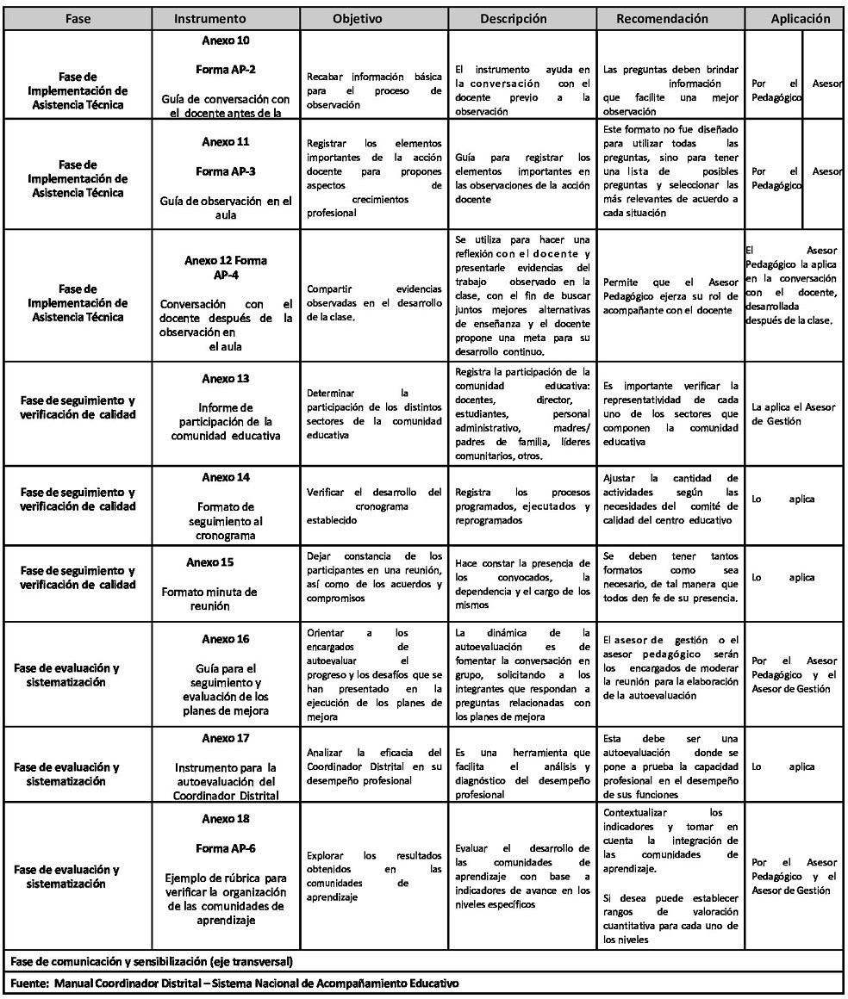 Fase Instrumento Objetivo Descripción Recomendación Aplicación
Fase de
Implementación de
Asistencia Técnica
Anexo 10
Forma AP-2
Guía de conversación con
el docente antes de la
Recabar información básica
para el proceso de
observación
El instrumento ayuda en
la conversación con el
docente previo a la
observación
Las preguntas deben brindar
información
que facilite una mejor
observación
Por el Asesor
Pedagógico
Fase de
Implementación de
Asistencia Técnica
Anexo 11
Forma AP-3
Guía de observación en el
aula
Registrar los elementos
importantes de la acción
docente para propones
aspectos de
crecimientos
profesional
Guía para registrar los
elementos importantes en
las observaciones de la acción
docente
Este formato no fue diseñado
para utilizar todas las
preguntas, sino para tener
una lista de posibles
preguntas y seleccionar las
más relevantes de acuerdo a
cada situación
Por el Asesor
Pedagógico
Fase de
Implementación de
Asistencia Técnica
Anexo 12 Forma
AP-4
Conversación con el
docente después de la
observación en
el aula
Compartir evidencias
observadas en el desarrollo
de la clase.
Se utiliza para hacer una
reflexión con el docente y
presentarle evidencias del
trabajo observado en la
clase, con el fin de buscar
juntos mejores alternativas
de enseñanza y el docente
propone una meta para su
desarrollo continuo.
Permite que el Asesor
Pedagógico ejerza su rol de
acompañante con el docente
El Asesor
Pedagógico la aplica
en la conversación
con el docente,
desarrollada
después de la clase.
Fase de seguimiento y
verificación de calidad
Anexo 13
Informe de
participación de la
comunidad educativa
Determinar la
participación de los distintos
sectores de la comunidad
educativa
Registra la participación de la
comunidad educativa:
docentes, director,
estudiantes, personal
administrativo, madres/
padres de familia, líderes
comunitarios, otros.
Es importante verificar la
representatividad de cada
uno de los sectores que
componen la comunidad
educativa
La aplica el Asesor
de Gestión
Fase de seguimiento y
verificación de calidad
Anexo 14
Formato de
seguimiento al
cronograma
Verificar el desarrollo del
cronograma
establecido
Registra los procesos
programados, ejecutados y
reprogramados
Ajustar la cantidad de
actividades según las
necesidades del comité de
calidad del centro educativo
Lo aplica
Fase de seguimiento y
verificación de calidad
Anexo 15
Formato minuta de
reunión
Dejar constancia de los
participantes en una reunión,
así como de los acuerdos y
compromisos
Hace constar la presencia de
los convocados, la
dependencia y el cargo de los
mismos
Se deben tener tantos
formatos como sea
necesario, de tal manera que
todos den fe de su presencia.
Lo aplica
Fase de evaluación y
sistematización
Anexo 16
Guía para el
seguimiento y
evaluación de los
planes de mejora
Orientar a los
encargados de
autoevaluar el
progreso y los desafíos que se
han presentado en la
ejecución de los planes de
mejora
La dinámica de la
autoevaluación es de
fomentar la conversación en
grupo, solicitando a los
integrantes que respondan a
preguntas relacionadas con
los planes de mejora
El asesor de gestión o el
asesor pedagógico serán
los encargados de moderar
la reunión para la elaboración
de la autoevaluación
Por el Asesor
Pedagógico y el
Asesor de Gestión
Fase de evaluación y
sistematización
Anexo 17
Instrumento para la
autoevaluación del
Coordinador Distrital
Analizar la eficacia del
Coordinador Distrital en su
desempeño profesional
Es una herramienta que
facilita el análisis y
diagnóstico del desempeño
profesional
Esta debe ser una
autoevaluación donde se
pone a prueba la capacidad
profesional en el desempeño
de sus funciones
Lo aplica
Fase de evaluación y
sistematización
Anexo 18
Forma AP-6
Ejemplo de rúbrica para
verificar la organización
de las comunidades de
aprendizaje
Explorar los resultados
obtenidos en las
comunidades de
aprendizaje
Evaluar el desarrollo de
las comunidades de
aprendizaje con base a
indicadores de avance en los
niveles específicos
Contextualizar los
indicadores y tomar en
cuenta la integración de
las comunidades de
aprendizaje.
Si desea puede establecer
rangos de valoración
cuantitativa para cada uno de
los niveles
Por el Asesor
Pedagógico y el
Asesor de Gestión
Fase de comunicación y sensibilización (eje transversal)
Fuente: Manual Coordinador Distrital – Sistema Nacional de Acompañamiento Educativo